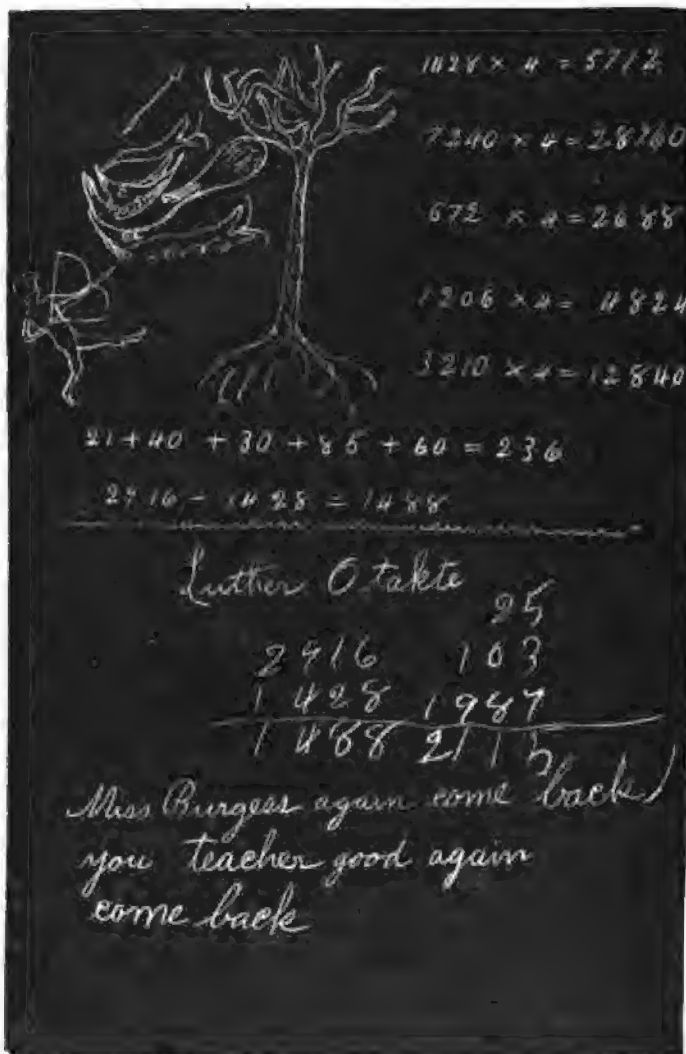 1428 × 4 = 5712
7240 × 4 = 28960
672 × 4 = 2688
1206 × 4 = 4824
3210 × 4 = 12840
21 + 40 + 30 + 85 + 60 = 236
2916 - 1428 = 1488
Luther Otakte
25
2916 103
1428 1987
1488 2115
Miss Burgess again come back)
you teacher good again
come back